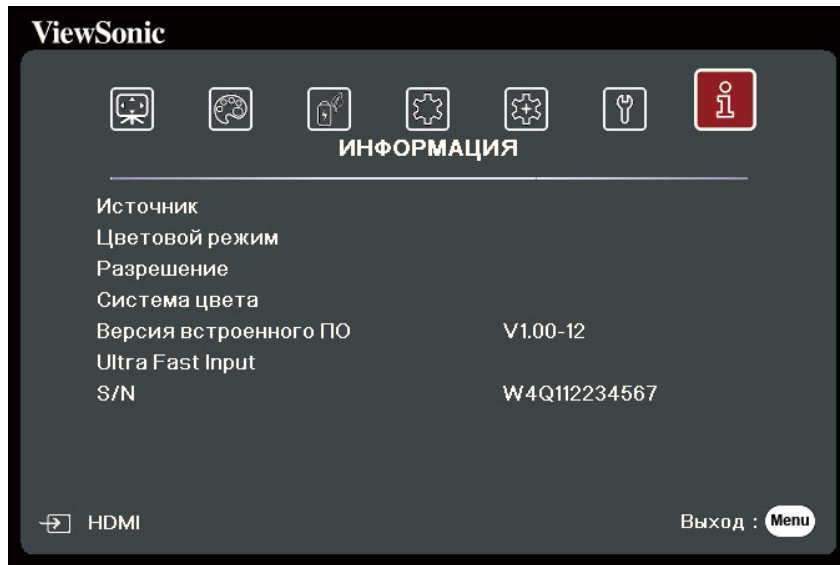 ViewSonic
ИНФОРМАЦИЯ
Источник
Цветовой режим
Разрешение
Система цвета
Версия встроенного ПО V1.00-12
Ultra Fast Input
S/N W4Q112234567
HDMI Выход : Menu